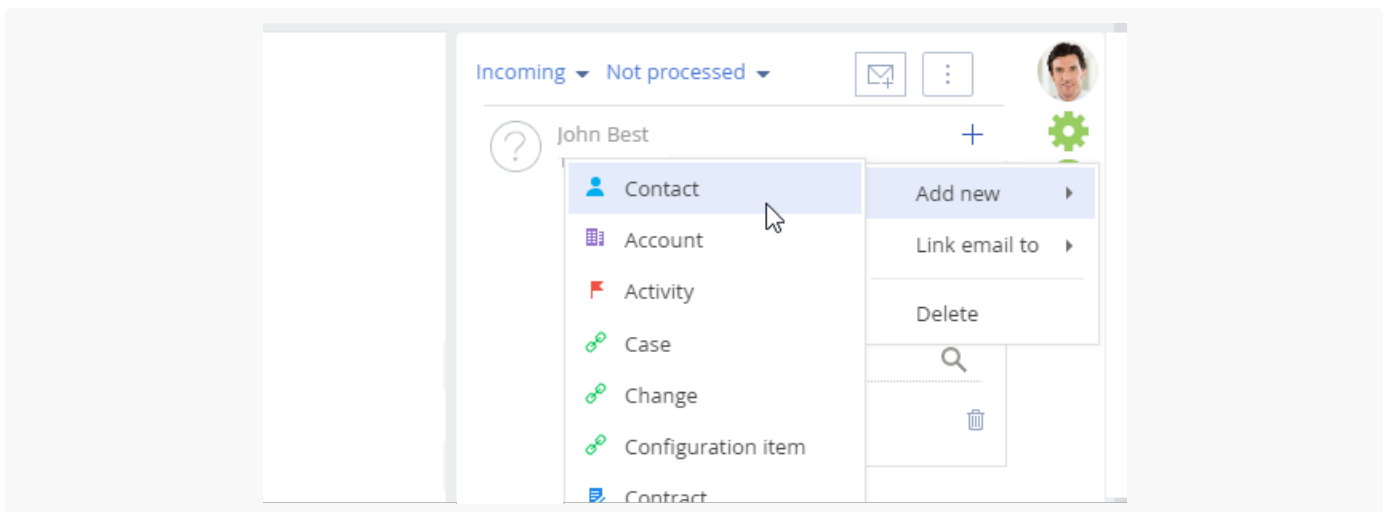 Incoming Not processed
John Best
Contact
Add new
Account
Link email to
Activity
Delete
Case
Change
Configuration item
Contract